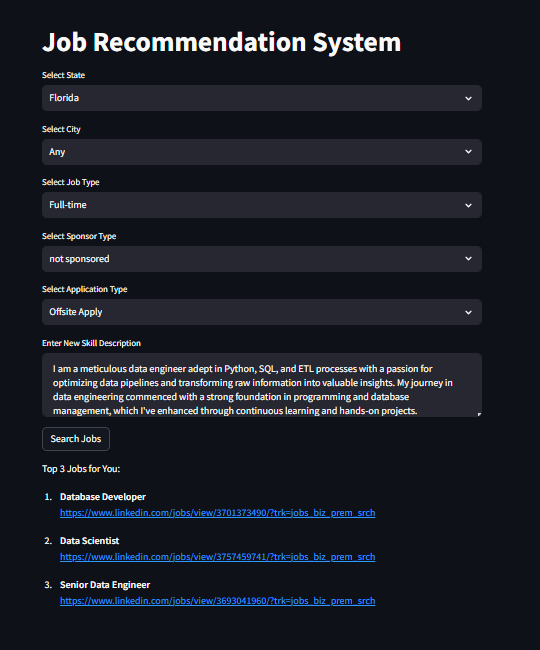 Job Recommendation System
Select State
Florida
Select City
Any
Select Job Type
Full-time
Select Sponsor Type
not sponsored
Select Application Type
Offsite Apply
Enter New Skill Description
I am a meticulous data engineer adept in Python, SQL, and ETL processes with a passion for
optimizing data pipelines and transforming raw information into valuable insights. My journey in
data engineering commenced with a strong foundation in programming and database
management, which I've enhanced through continuous learning and hands-on projects.
Search Jobs
Top 3 Jobs for You:
1. Database Developer
https://www.linkedin.com/jobs/view/3701373490/?trk=jobs_biz_prem_srch
2. Data Scientist
https://www.linkedin.com/jobs/view/3757459741/?trk=jobs_biz_prem_srch
3. Senior Data Engineer
https://www.linkedin.com/jobs/view/3693041960/?trk=jobs_biz_prem_srch